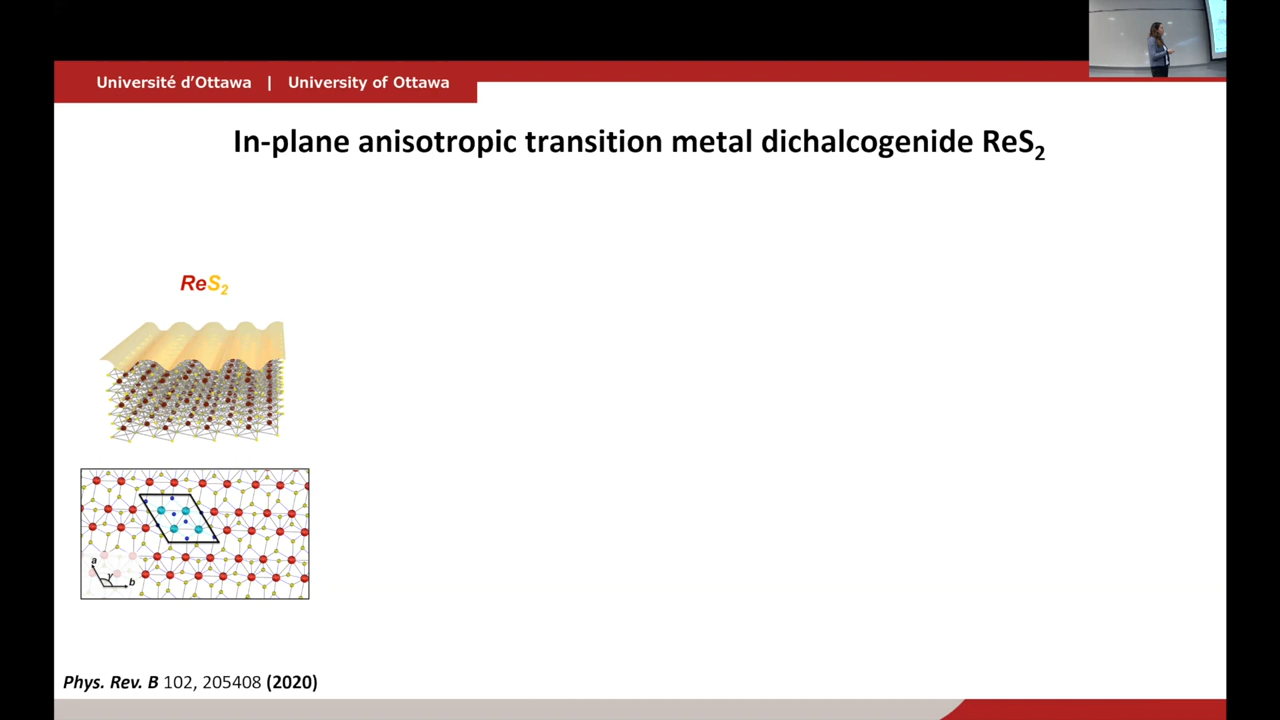 Université d'Ottawa | University of Ottawa
In-plane anisotropic transition metal dichalcogenide ReS₂
ReS₂
a
γ
b
Phys. Rev. B 102, 205408 (2020)